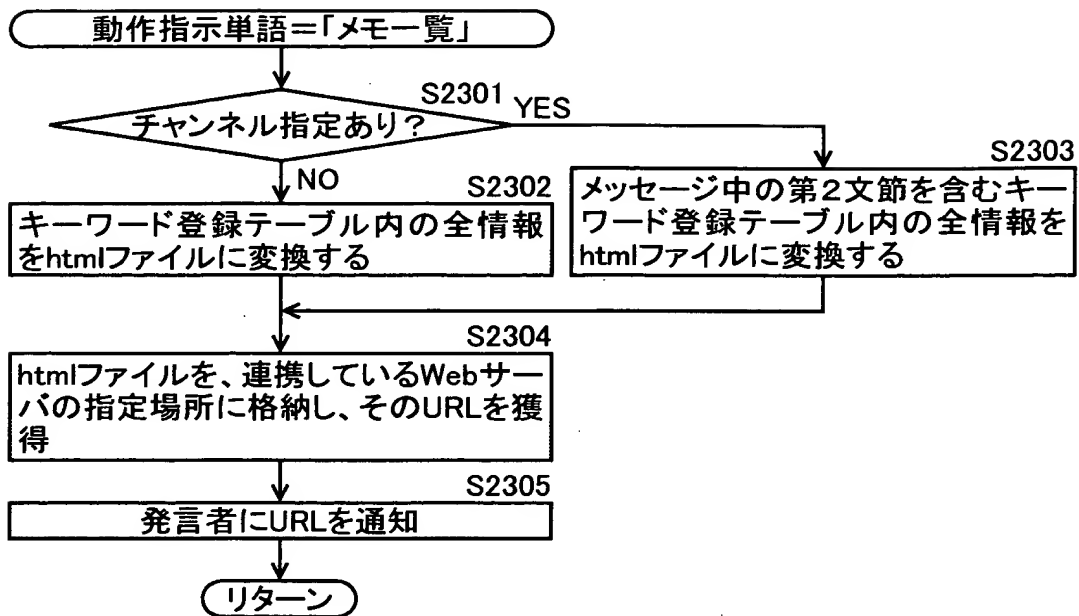 動作指示単語=「メモ一覧」
S2301
チャンネル指定あり?
YES
NO
S2302
キーワード登録テーブル内の全情報
をhtmlファイルに変換する
S2303
メッセージ中の第2文節を含むキー
ワード登録テーブル内の全情報を
htmlファイルに変換する
S2304
htmlファイルを、連携しているWebサー
バの指定場所に格納し、そのURLを獲
得
S2305
発言者にURLを通知
リターン